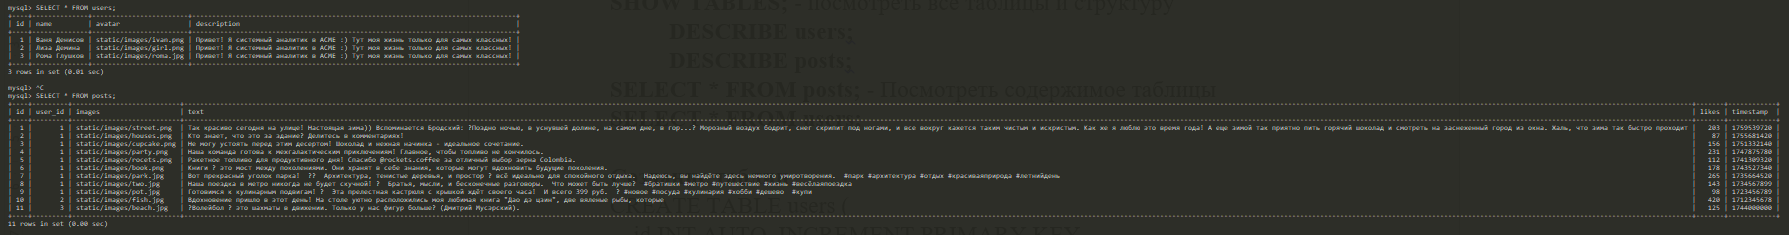 mysql> SELECT * FROM users;
| id | name | avatar | description |
| 1 | Ваня Денисов | static/images/ivan.png | Привет! Я системный аналитик в ACME :) Тут моя жизнь только для самых классных! |
| 2 | Лиза Демина | static/images/girl.png | Привет! Я системный аналитик в ACME :) Тут моя жизнь только для самых классных! |
| 3 | Рома Глушков | static/images/roma.jpg | Привет! Я системный аналитик в ACME :) Тут моя жизнь только для самых классных! |
3 rows in set (0.01 sec)
mysql> ^C
mysql> SELECT * FROM posts;
| id | user_id | images | text | likes | timestamp |
| 1 | 1 | static/images/street.png | Так красиво сегодня на улице! Настоящая зима)) Вспоминается Бродский: ?Поздно ночью, в уснувшей долине, на самом дне, в гор...? Морозный воздух бодрит, снег скрипит под ногами, и все вокруг кажется таким чистым и искристым. Как же я люблю это время года! А еще зимой так приятно пить горячий шоколад и смотреть на заснеженный город из окна. Жаль, что зима так быстро проходит | 203 | 1759539720 |
| 2 | 1 | static/images/houses.png | Кто знает, что это за здание? Делитесь в комментариях! | 87 | 1755681420 |
| 3 | 1 | static/images/cupcake.png | Не могу устоять перед этим десертом! Шоколад и нежная начинка - идеальное сочетание. | 156 | 1751332140 |
| 4 | 1 | static/images/party.png | Наша команда готова к межгалактическим приключениям! Главное, чтобы топливо не кончилось. | 231 | 1747875780 |
| 5 | 1 | static/images/rocets.png | Ракетное топливо для продуктивного дня! Спасибо @rockets.coffee за отличный выбор зерна Colombia. | 112 | 1741309320 |
| 6 | 1 | static/images/book.png | Книги ? это мост между поколениями. Они хранят в себе знания, которые могут вдохновить будущие поколения. | 178 | 1743527340 |
| 7 | 1 | static/images/park.jpg | Вот прекрасный уголок парка! ?? Архитектура, тенистые деревья, и простор ? всё идеально для спокойного отдыха. Надеюсь, вы найдёте здесь немного умиротворения. #парк #архитектура #отдых #красиваяприрода #летнийдень | 265 | 1735664520 |
| 8 | 1 | static/images/two.jpg | Наша поездка в метро никогда не будет скучной! ? Братья, мысли, и бесконечные разговоры. Что может быть лучше? #братишки #метро #путешествие #жизнь #весёлаяпоездка | 143 | 1734567899 |
| 9 | 1 | static/images/pot.jpg | Готовимся к кулинарным подвигам! ? Эта прелестная кастрюля с крышкой ждёт своего часа! И всего 399 руб. ? #новое #посуда #кулинария #хобби #дешево #купи | 98 | 1723456789 |
| 10 | 2 | static/images/fish.jpg | Вдохновение пришло в этот день! На столе уютно расположились моя любимая книга "Дао дэ цзин", две вяленые рыбы, которые | 420 | 1712345678 |
| 11 | 3 | static/images/beach.jpg | ?Волейбол ? это шахматы в движении. Только у нас фигур больше? (Дмитрий Мусэрский). | 125 | 1744000000 |
11 rows in set (0.00 sec)
SHOW TABLES; - посмотреть все таблицы и структуру
DESCRIBE users;
DESCRIBE posts;
SELECT * FROM posts; - Посмотреть содержимое таблицы
CREATE TABLE users (
id INT AUTO_INCREMENT PRIMARY KEY